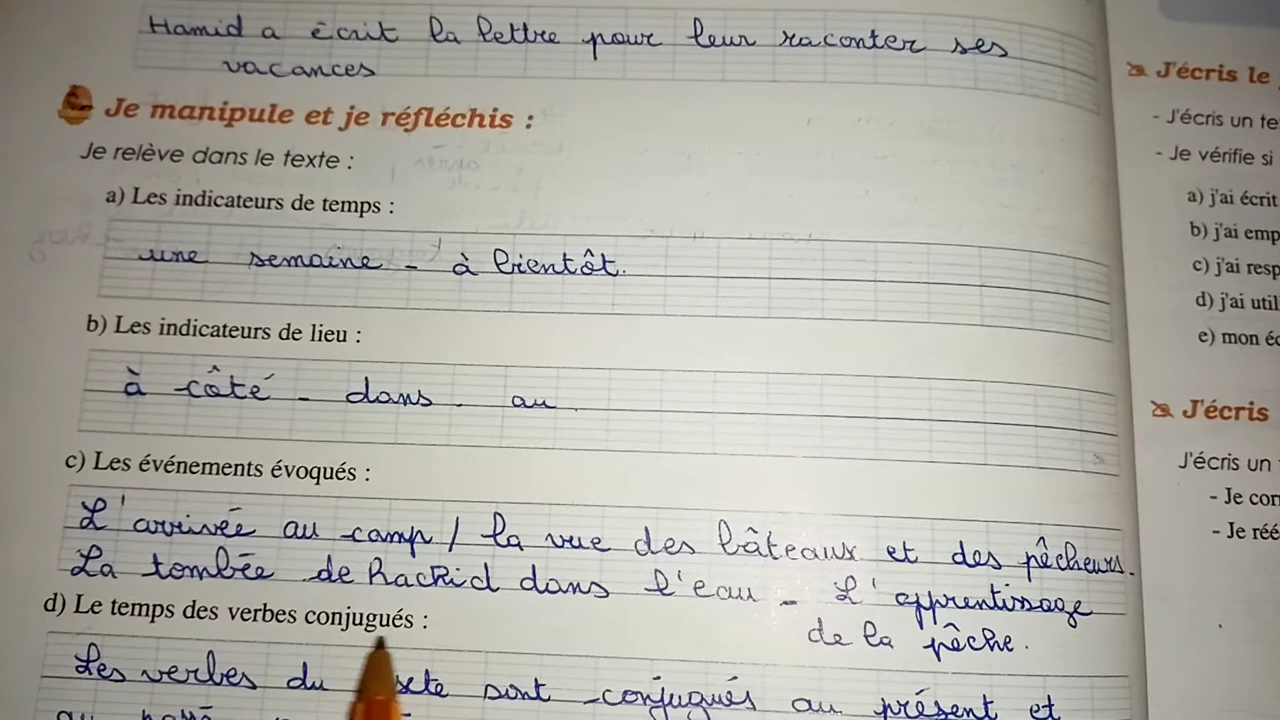 Hamid a écrit la lettre pour leur raconter ses
vacances
Je manipule et je réfléchis :
Je relève dans le texte :
a) Les indicateurs de temps :
une semaine - à bientôt.
b) Les indicateurs de lieu :
à côté - dans - au
c) Les événements évoqués :
L'arrivée au camp / la vue des bâteaux et des pêcheurs.
La tombée de Rachid dans l'eau - L'apprentissage
de la pêche.
d) Le temps des verbes conjugués :
Les verbes du sont conjugués au présent et
au
J'écris le
- J'écris un te
- Je vérifie si
a) j'ai écrit
b) j'ai emp
c) j'ai resp
d) j'ai util
e) mon éc
J'écris
J'écris un
- Je cor
- Je réé